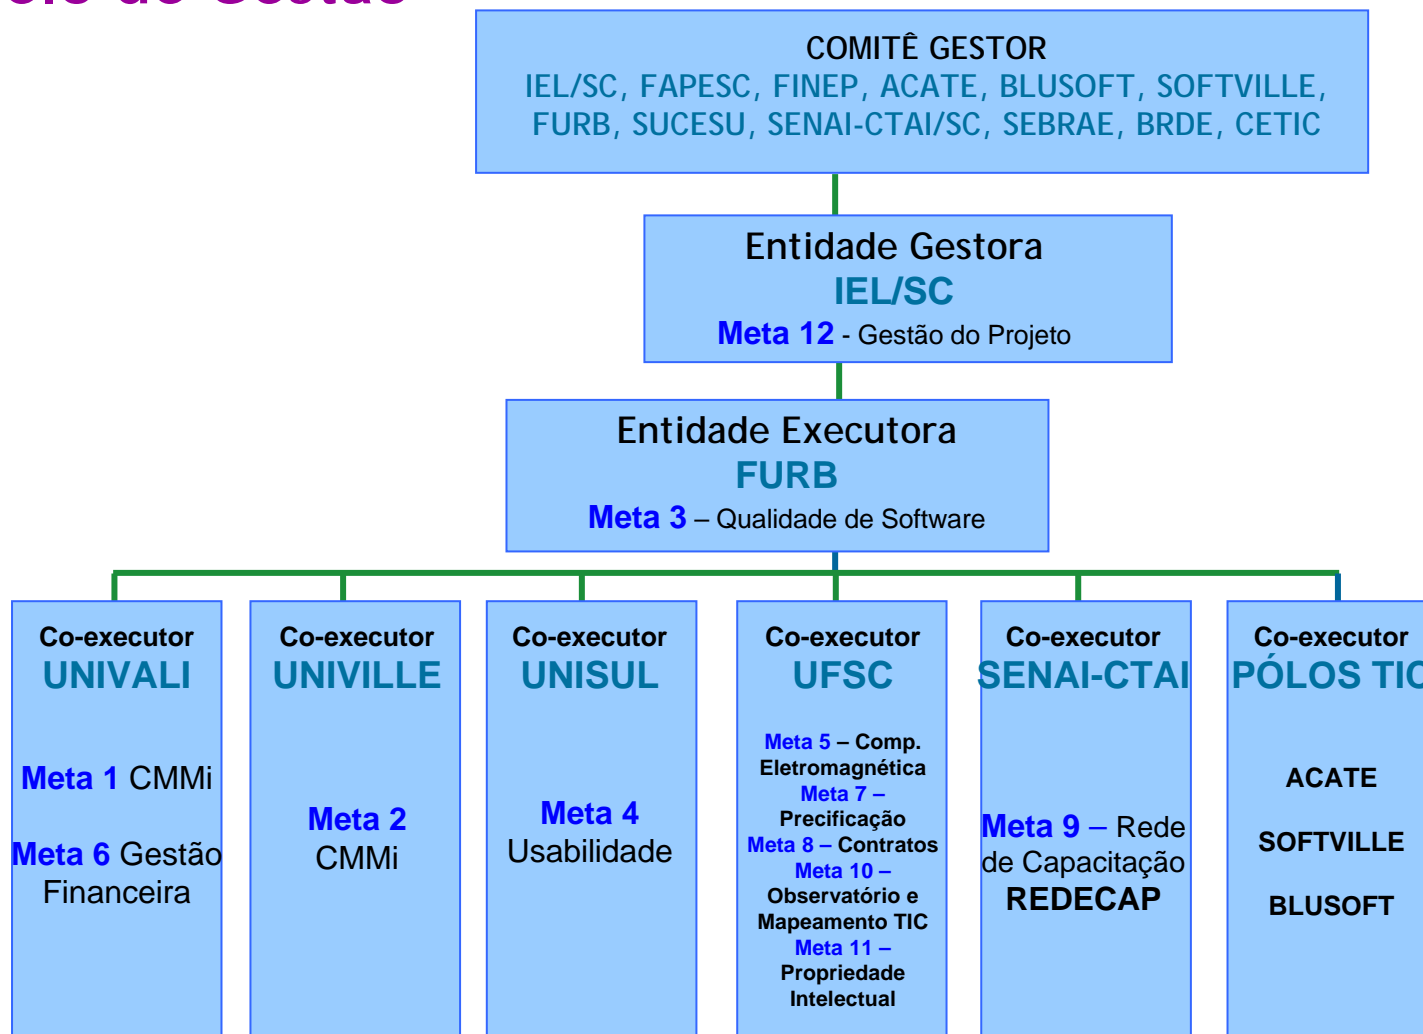 de Gestão
COMITÊ GESTOR
IEL/SC, FAPESC, FINEP, ACATE, BLUSOFT, SOFTVILLE,
FURB, SUCESU, SENAI-CTAI/SC, SEBRAE, BRDE, CETIC
Entidade Gestora
IEL/SC
Meta 12 - Gestão do Projeto
Entidade Executora
FURB
Meta 3 – Qualidade de Software
Co-executor
UNIVALI
Meta 1 CMMi
Meta 6 Gestão
Financeira
Co-executor
UNIVILLE
Meta 2
CMMi
Co-executor
UNISUL
Meta 4
Usabilidade
Co-executor
UFSC
Meta 5 – Comp.
Eletromagnética
Meta 7 –
Precificação
Meta 8 – Contratos
Meta 10 –
Observatório e
Mapeamento TIC
Meta 11 –
Propriedade
Intelectual
Co-executor
SENAI-CTAI
Meta 9 – Rede
de Capacitação
REDECAP
Co-executor
PÓLOS TIC
ACATE
SOFTVILLE
BLUSOFT